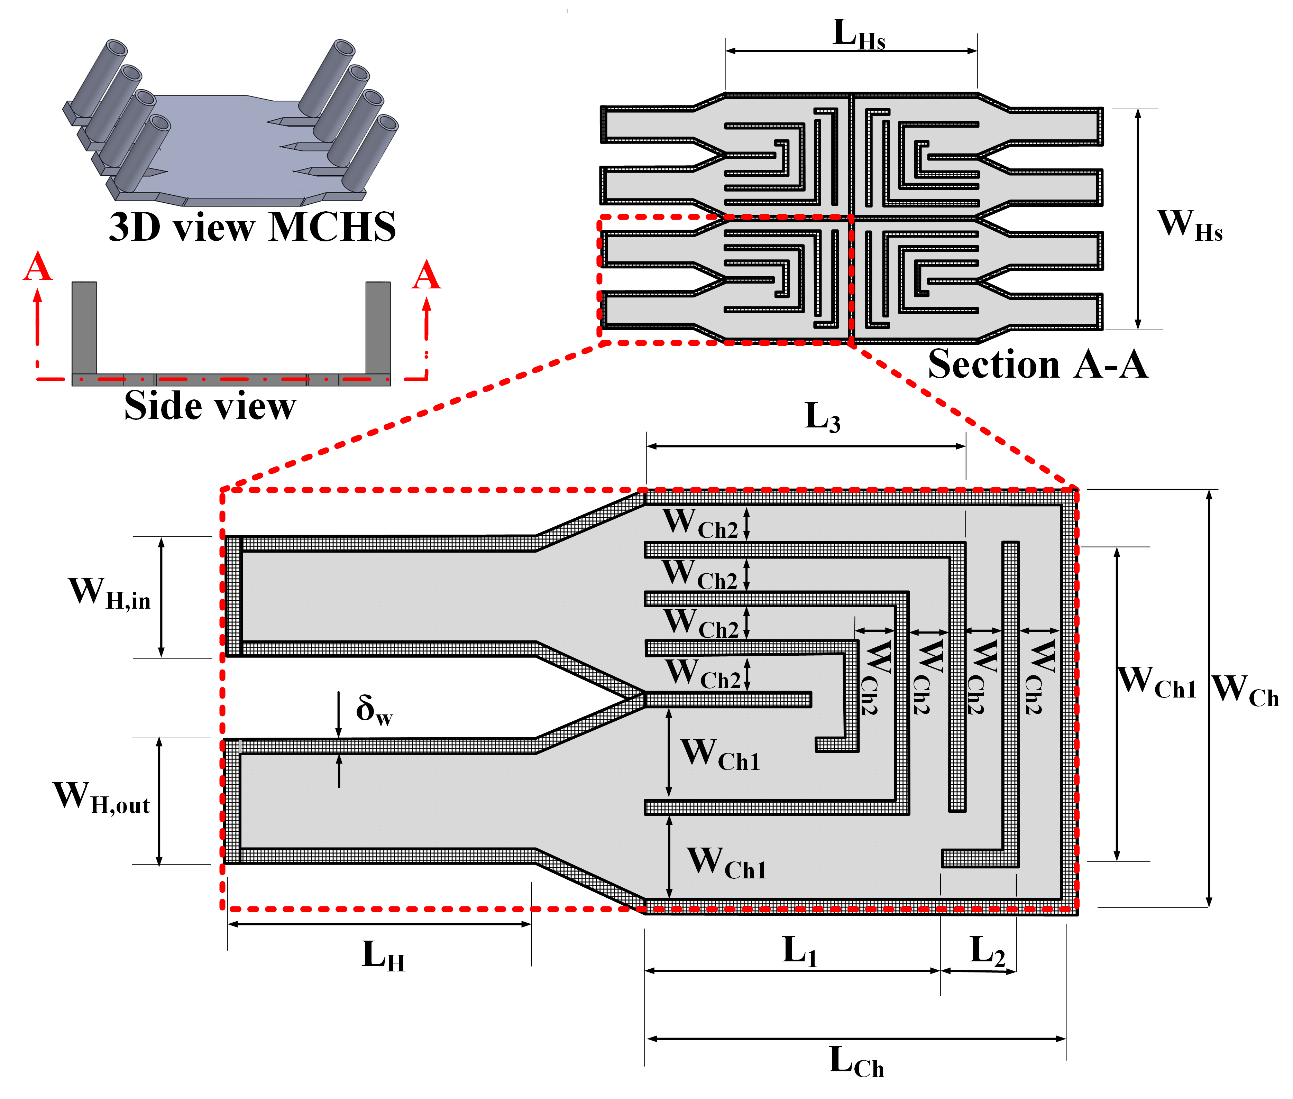 L_Hs
3D view MCHS
W_Hs
A
A
Section A-A
Side view
L_3
W_Ch2
W_Ch2
W_Ch2
W_Ch2
W_Ch2
W_Ch2
W_Ch2
W_Ch2
W_H,in
W_Ch1
W_Ch
δ_w
W_Ch1
W_H,out
W_Ch1
L_H
L_1
L_2
L_Ch